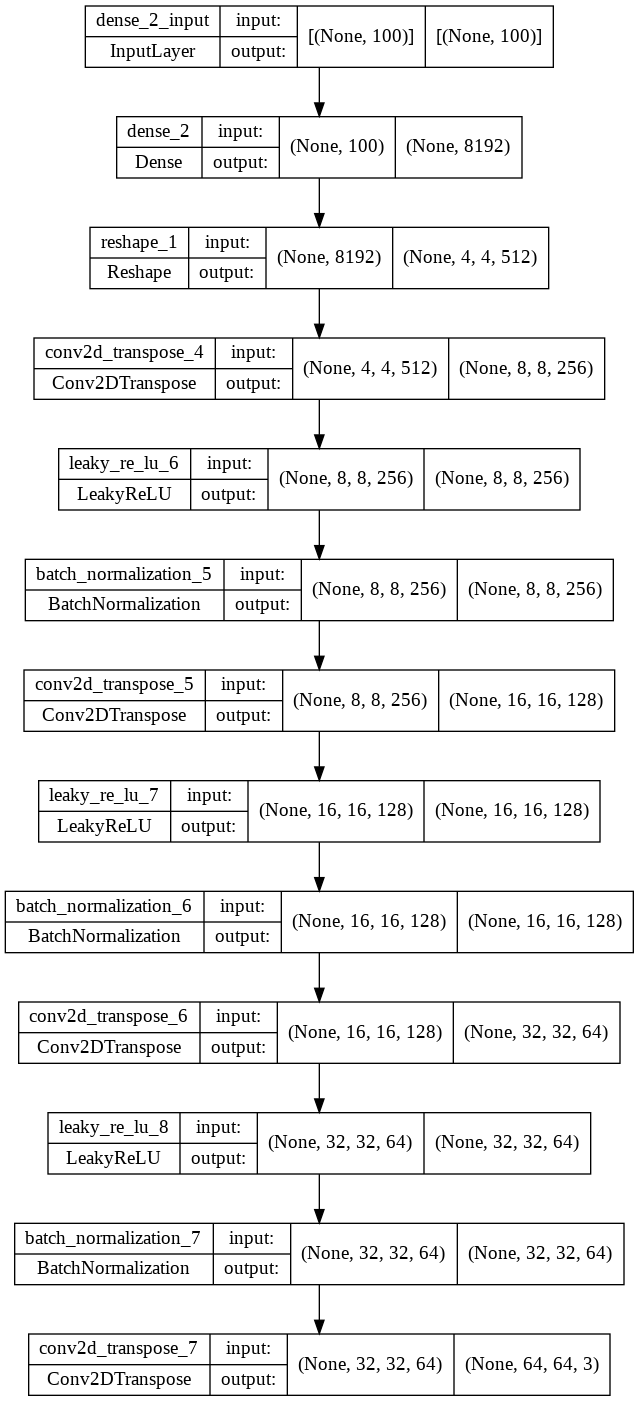 dense_2_input input: [(None, 100)] [(None, 100)]
InputLayer output:
dense_2 input: (None, 100) (None, 8192)
Dense output:
reshape_1 input: (None, 8192) (None, 4, 4, 512)
Reshape output:
conv2d_transpose_4 input: (None, 4, 4, 512) (None, 8, 8, 256)
Conv2DTranspose output:
leaky_re_lu_6 input: (None, 8, 8, 256) (None, 8, 8, 256)
LeakyReLU output:
batch_normalization_5 input: (None, 8, 8, 256) (None, 8, 8, 256)
BatchNormalization output:
conv2d_transpose_5 input: (None, 8, 8, 256) (None, 16, 16, 128)
Conv2DTranspose output:
leaky_re_lu_7 input: (None, 16, 16, 128) (None, 16, 16, 128)
LeakyReLU output:
batch_normalization_6 input: (None, 16, 16, 128) (None, 16, 16, 128)
BatchNormalization output:
conv2d_transpose_6 input: (None, 16, 16, 128) (None, 32, 32, 64)
Conv2DTranspose output:
leaky_re_lu_8 input: (None, 32, 32, 64) (None, 32, 32, 64)
LeakyReLU output:
batch_normalization_7 input: (None, 32, 32, 64) (None, 32, 32, 64)
BatchNormalization output:
conv2d_transpose_7 input: (None, 32, 32, 64) (None, 64, 64, 3)
Conv2DTranspose output: